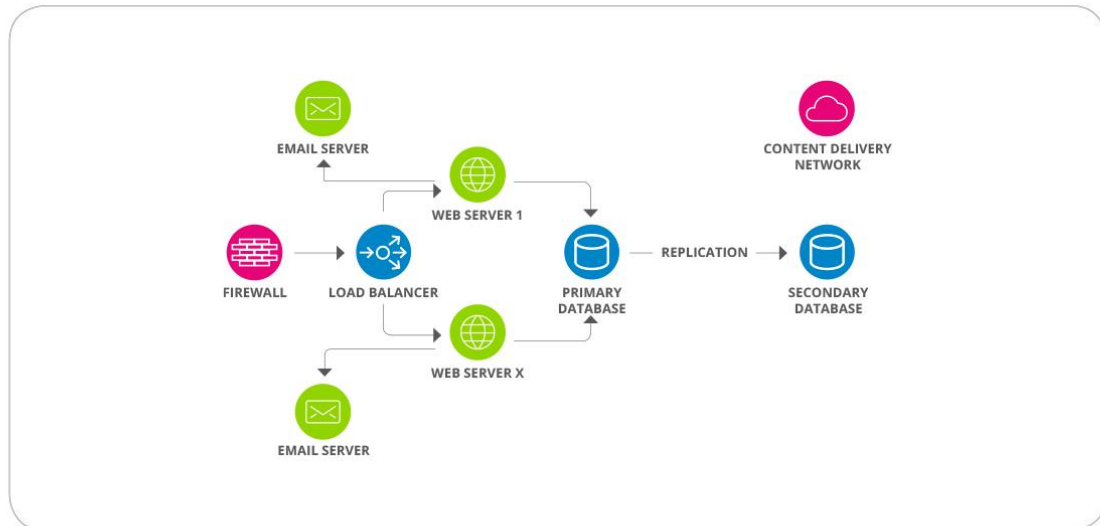 EMAIL SERVER
CONTENT DELIVERY
NETWORK
WEB SERVER 1
FIREWALL
LOAD BALANCER
PRIMARY
DATABASE
REPLICATION
SECONDARY
DATABASE
WEB SERVER X
EMAIL SERVER